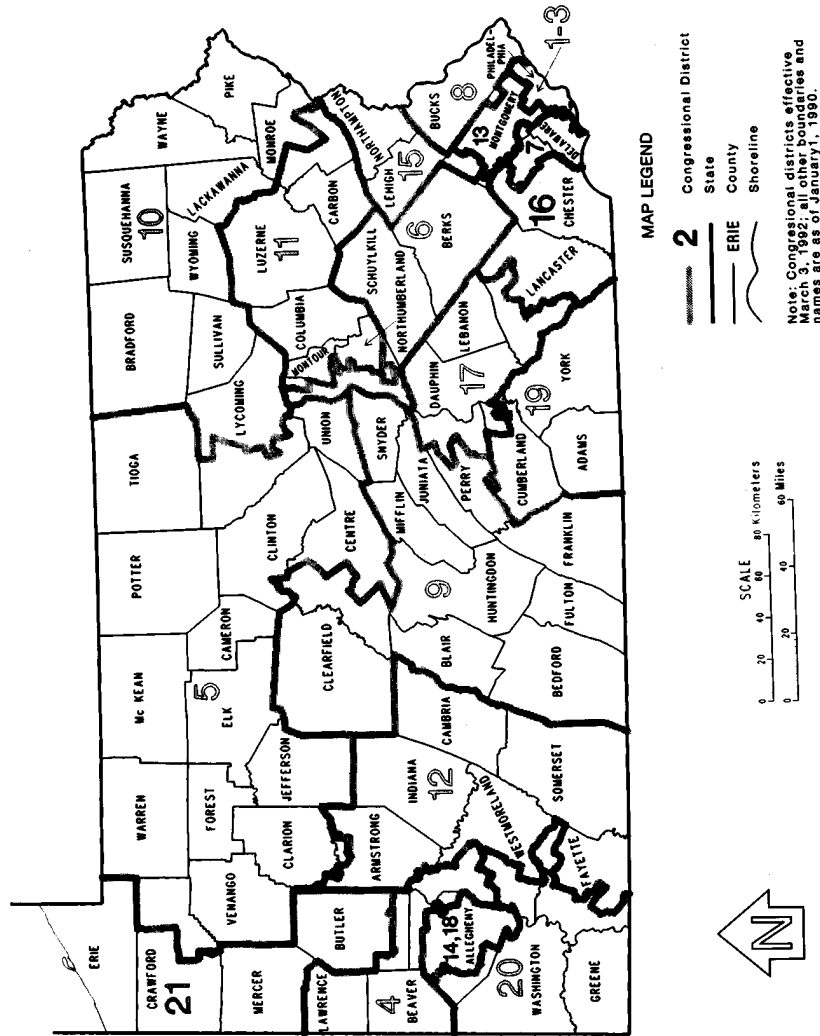 ERIE
CRAWFORD
21
MERCER
LAWRENCE
BEAVER
4
BUTLER
VENANGO
WARREN
FOREST
CLARION
ARMSTRONG
14,18
ALLEGHENY
20
WASHINGTON
GREENE
FAYETTE
WESTMORELAND
INDIANA
12
JEFFERSON
ELK
5
Mc KEAN
CAMERON
POTTER
CLEARFIELD
CAMBRIA
SOMERSET
BEDFORD
BLAIR
HUNTINGDON
9
FULTON
FRANKLIN
CENTRE
CLINTON
TIOGA
LYCOMING
UNION
SNYDER
MIFFLIN
JUNIATA
PERRY
CUMBERLAND
ADAMS
YORK
19
DAUPHIN
17
LEBANON
LANCASTER
NORTHUMBERLAND
MONTOUR
COLUMBIA
SULLIVAN
BRADFORD
SUSQUEHANNA
10
WYOMING
LACKAWANNA
WAYNE
PIKE
MONROE
LUZERNE
11
CARBON
SCHUYLKILL
BERKS
6
LEHIGH
15
NORTHAMPTON
BUCKS
8
13
MONTGOMERY
PHILADEL-
PHIA
1-3
7
DELAWARE
CHESTER
16
MAP LEGEND
2 Congressional District
State
ERIE County
Shoreline
Note: Congresional districts effective
March 3, 1992; all other boundaries and
names are as of January 1, 1990.
SCALE
0 20 40 60 80 Kilometers
0 20 40 60 Miles
N